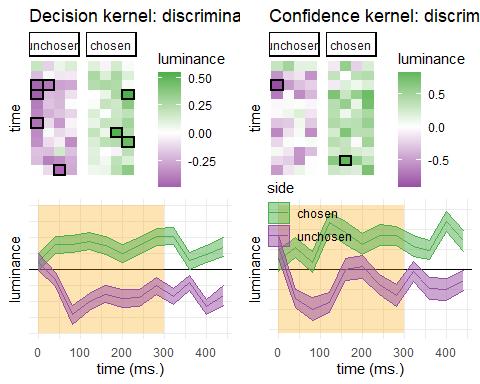 Decision kernel: discrimina
unchosen chosen
luminance
0.50
0.25
0.00
-0.25
time
luminance
0 100 200 300 400
time (ms.)
Confidence kernel: discrim
unchosen chosen
luminance
0.5
0.0
-0.5
time
side
chosen
unchosen
luminance
0 100 200 300 400
time (ms.)